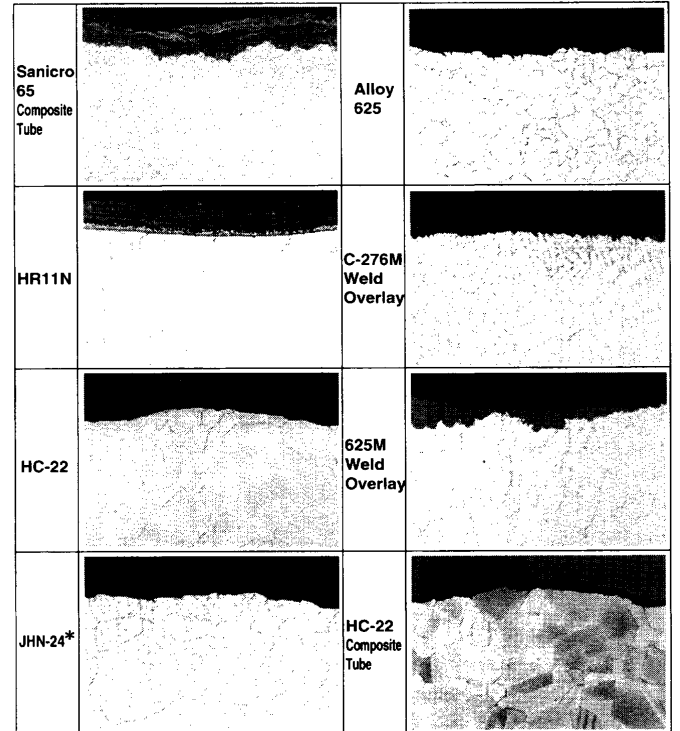 Sanicro
65
Composite
Tube
Alloy
625
HR11N
C-276M
Weld
Overlay
HC-22
625M
Weld
Overlay
JHN-24*
HC-22
Composite
Tube